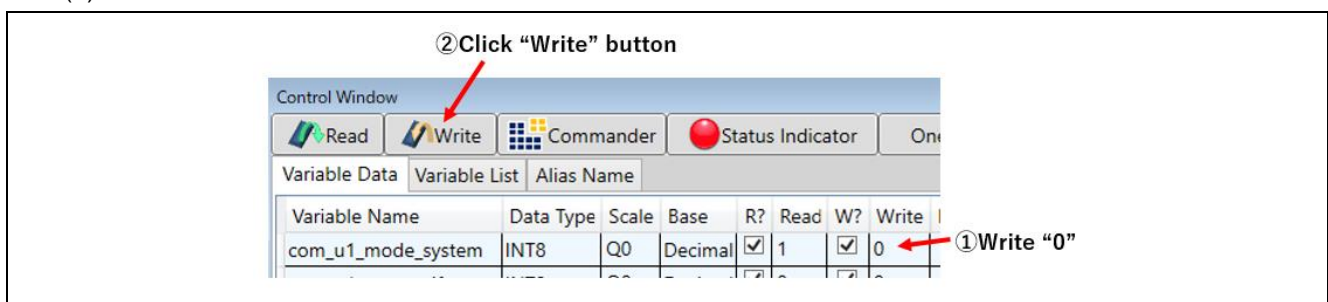 ②Click “Write” button
Control Window
Read Write Commander Status Indicator
Variable Data Variable List Alias Name
Variable Name Data Type Scale Base R? Read W? Write
com_u1_mode_system INT8 Q0 Decimal 1 0
①Write “0”